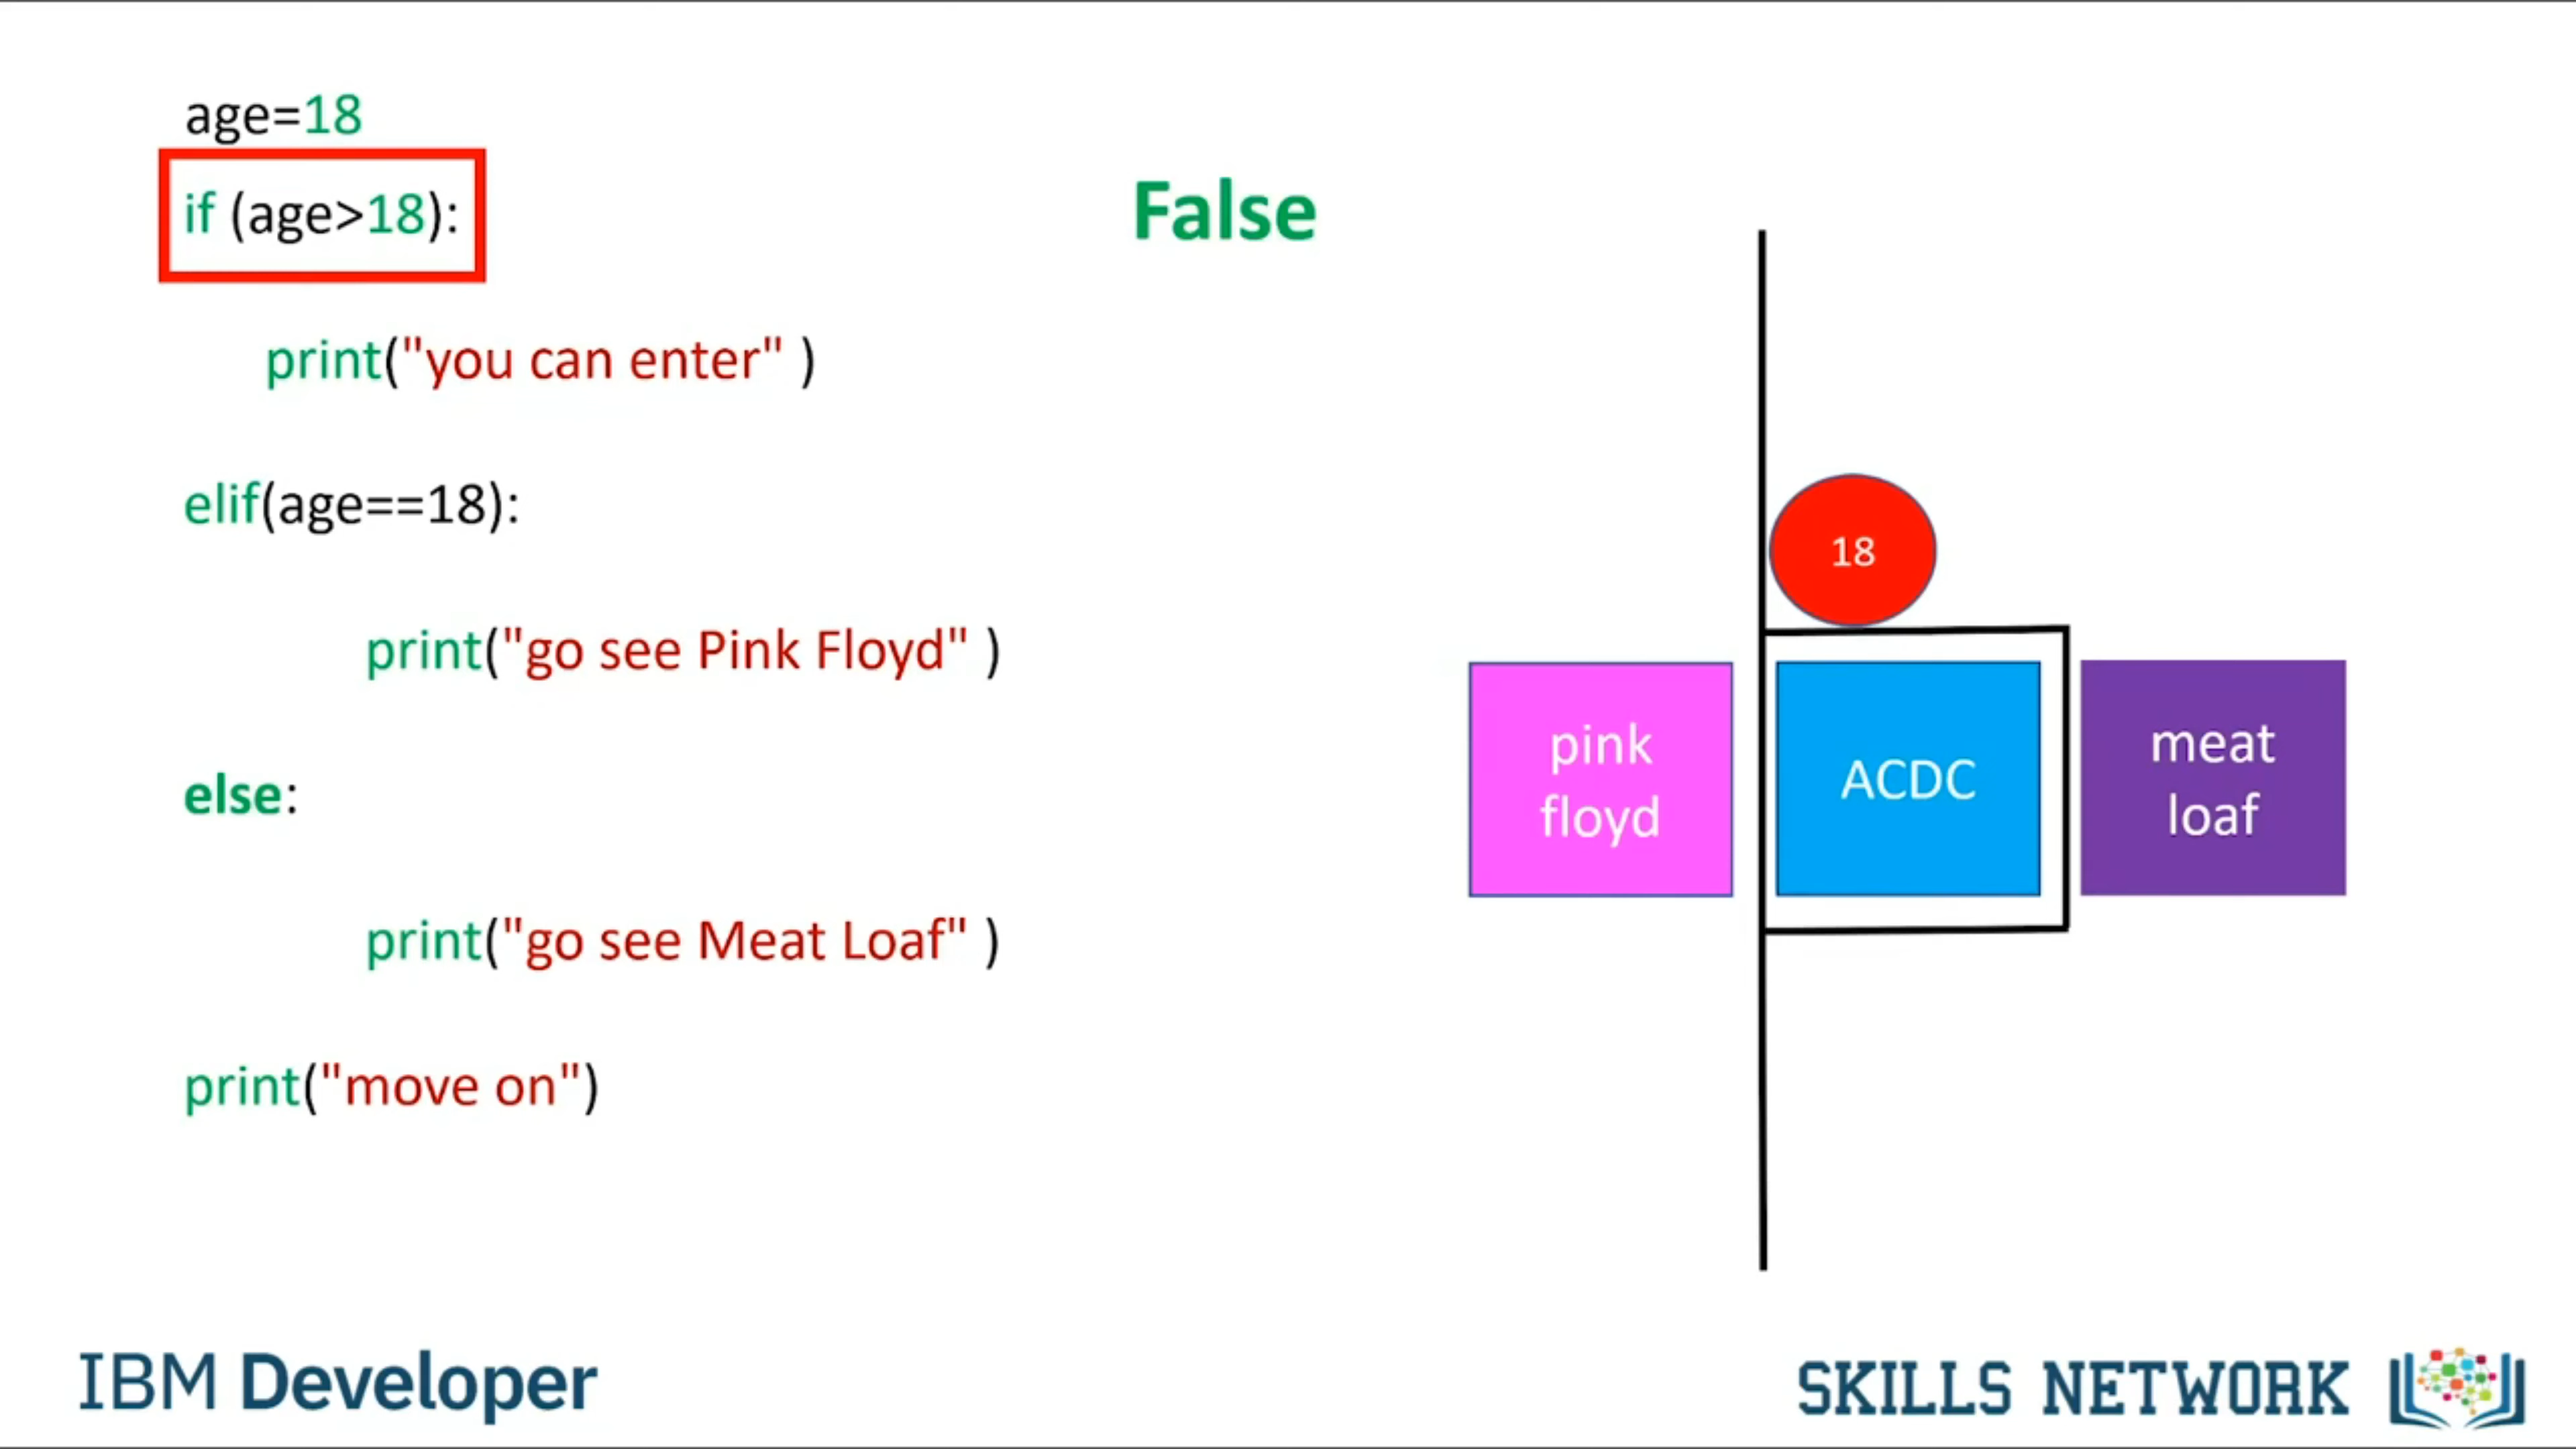 age=18
if (age>18):
False
print("you can enter" )
elif(age==18):
print("go see Pink Floyd" )
else:
print("go see Meat Loaf" )
print("move on")
18
pink
floyd
ACDC
meat
loaf
IBM Developer
SKILLS NETWORK